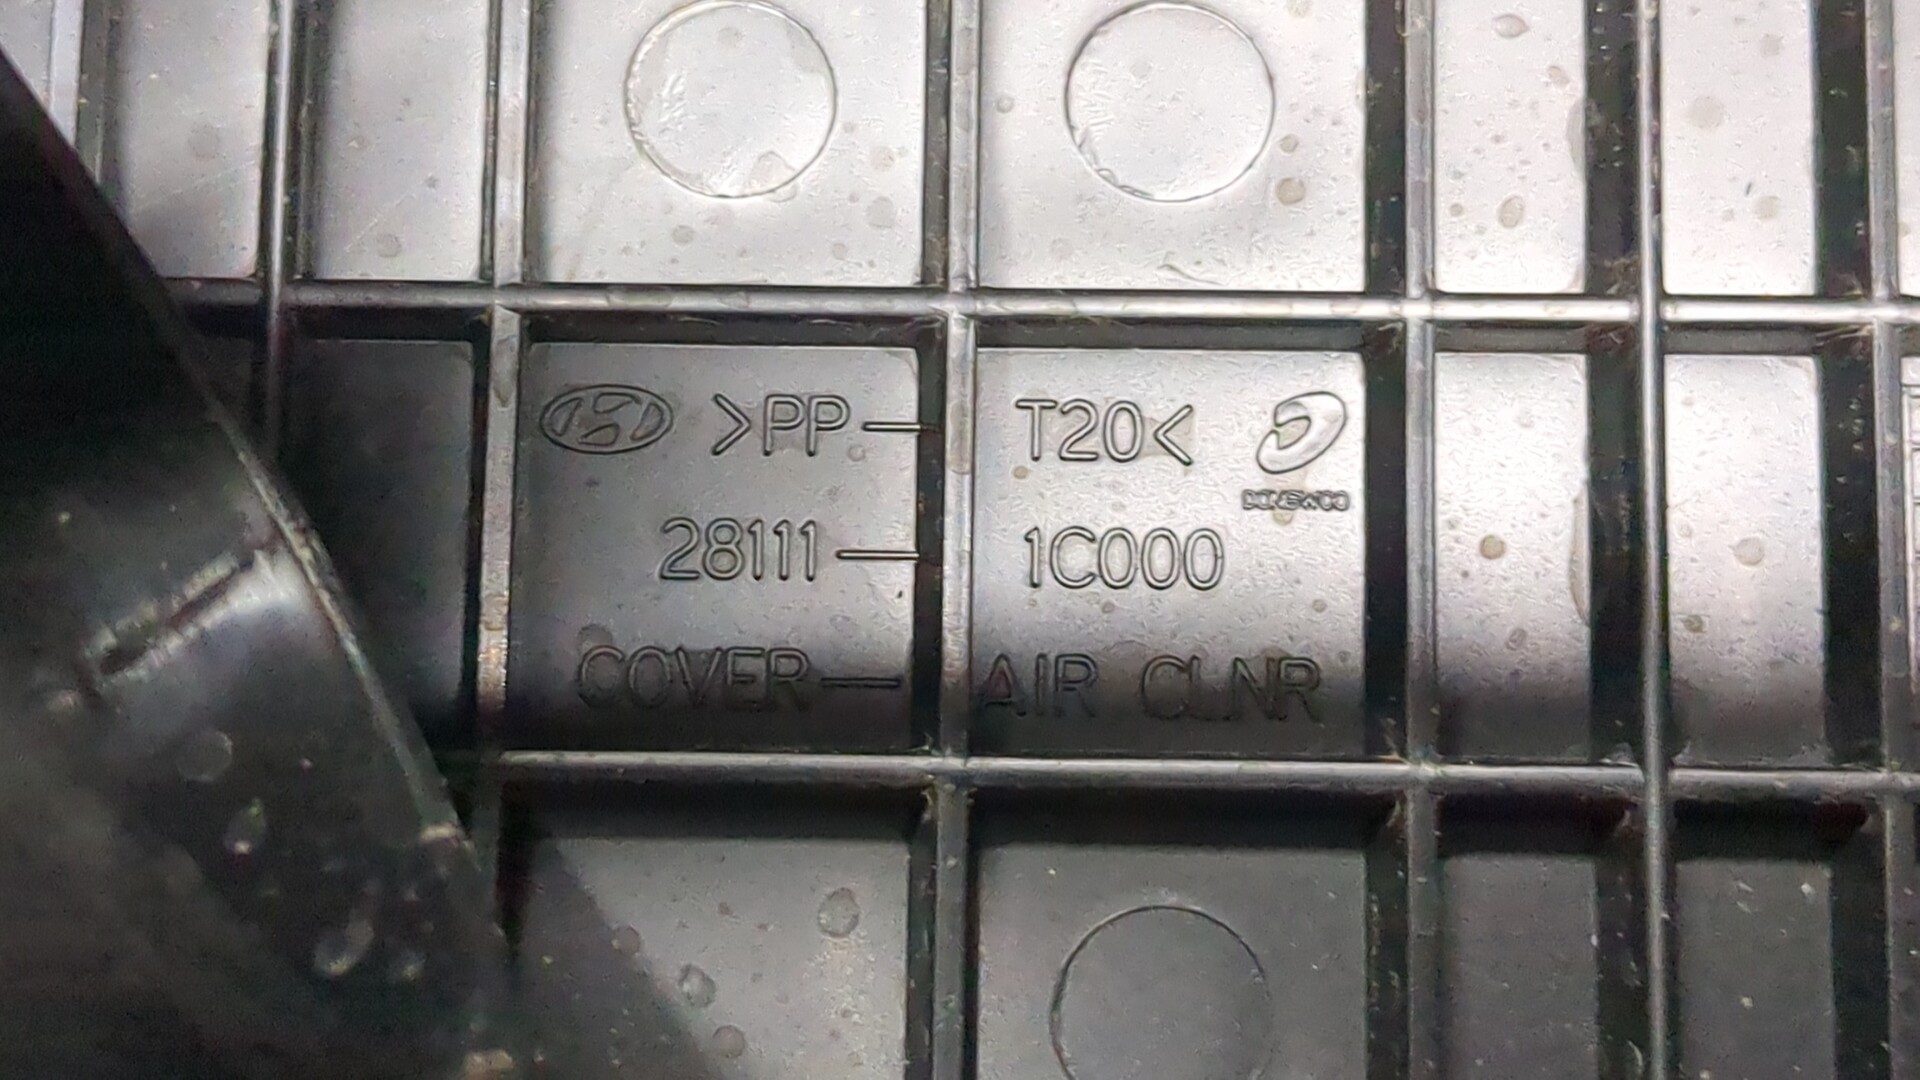 >PP— T20<
28111— 1C000
COVER— AIR CLNR